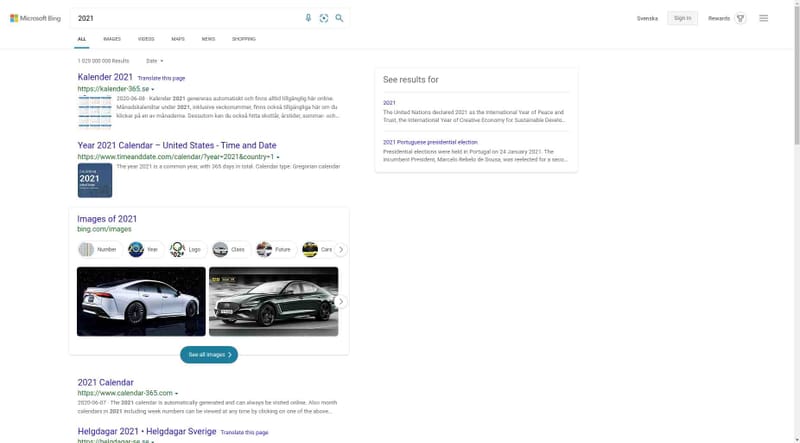 Microsoft Bing
2021
Svenska
Sign in
Rewards
ALL IMAGES VIDEOS MAPS NEWS SHOPPING
1 020 000 000 Results Date
Kalender 2021 Translate this page
https://kalender-365.se
2020-06-08 · Kalender 2021 genereras automatiskt och finns alltid tillgänglig här online.
Månadskalendrar under 2021, inklusive veckonummer, finns också tillgängliga här om du
klickar på en av månaderna. Dessutom kan du också hitta skottår, årstider, sommar- och...
Year 2021 Calendar – United States - Time and Date
https://www.timeanddate.com/calendar/?year=2021&country=1
The year 2021 is a common year, with 365 days in total. Calendar type: Gregorian calendar
CALENDAR
2021
Images of 2021
bing.com/images
Number Year Logo Class Future Cars
See all images
2021 Calendar
https://www.calendar-365.com
2020-06-07 · The 2021 calendar is automatically generated and can always be visited online. Also month
calendars in 2021 including week numbers can be viewed at any time by clicking on one of the above...
Helgdagar 2021 • Helgdagar Sverige Translate this page
https://helgdagar-se.se
See results for
2021
The United Nations declared 2021 as the International Year of Peace and
Trust, the International Year of Creative Economy for Sustainable Develo...
2021 Portuguese presidential election
Presidential elections were held in Portugal on 24 January 2021. The
incumbent President, Marcelo Rebelo de Sousa, was reelected for a seco...